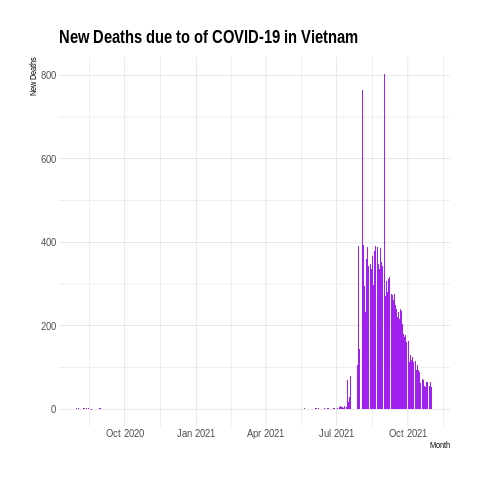 New Deaths due to of COVID-19 in Vietnam
New Deaths
800
600
400
200
0
Oct 2020 Jan 2021 Apr 2021 Jul 2021 Oct 2021
Month